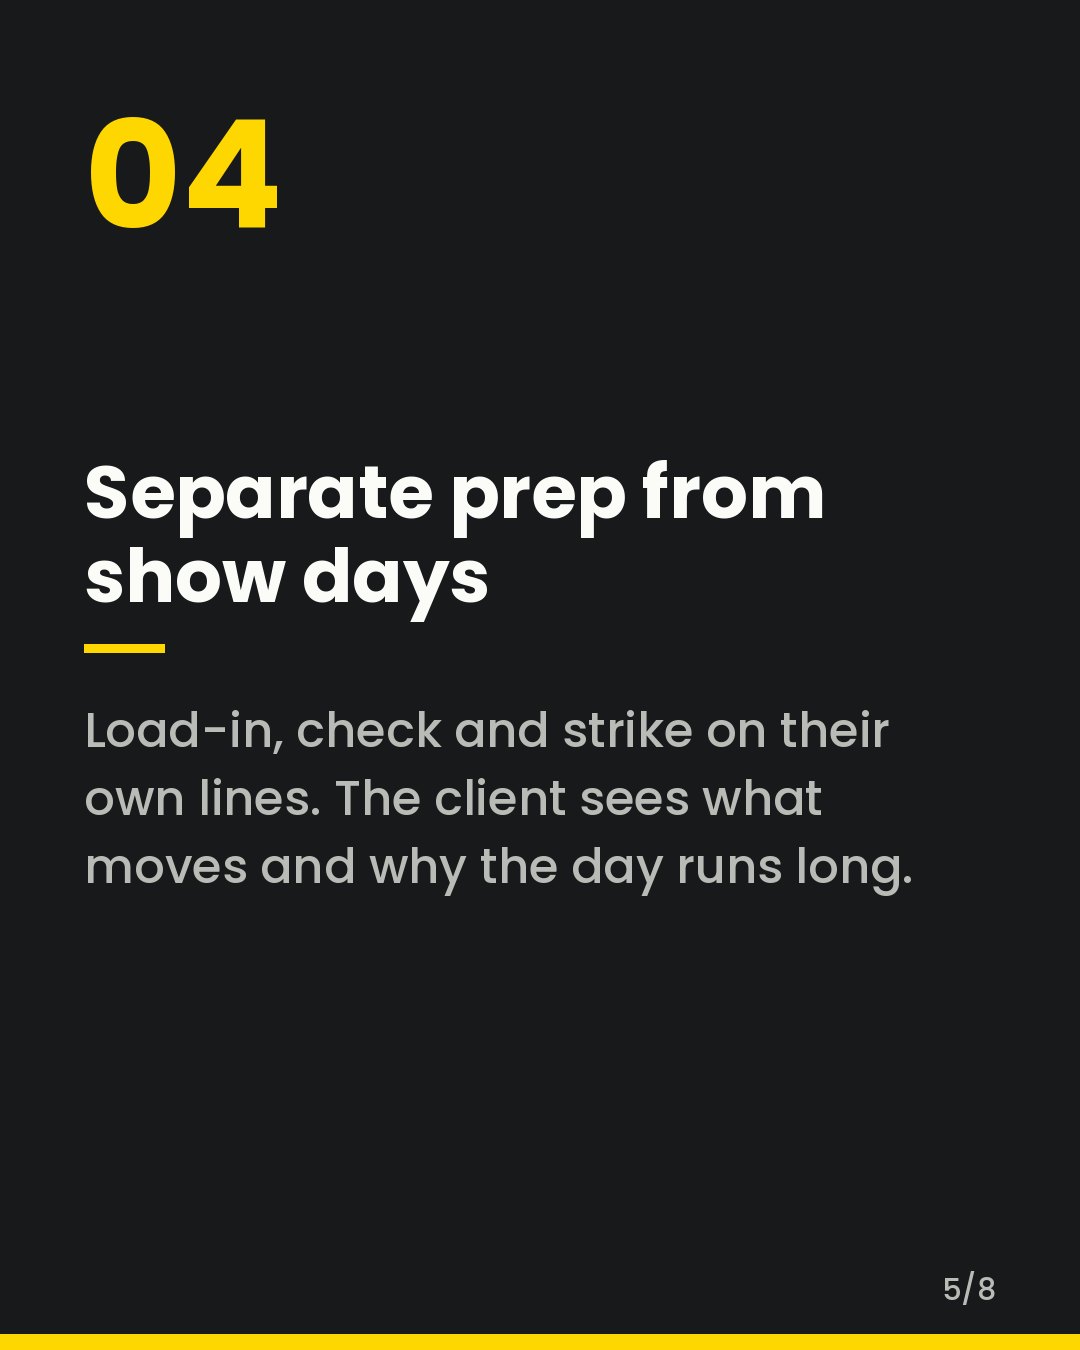 04
Separate prep from
show days
Load-in, check and strike on their
own lines. The client sees what
moves and why the day runs long.
5/8